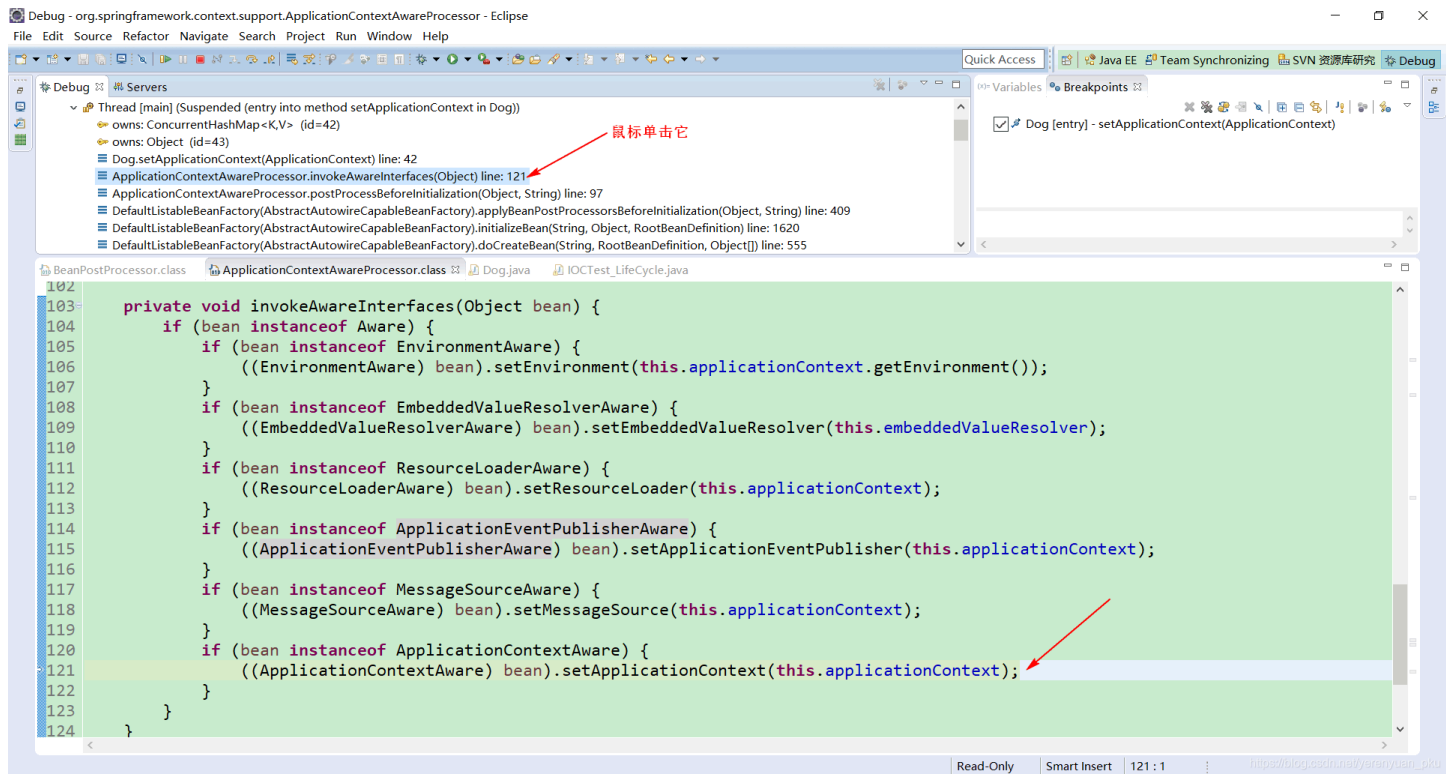 Debug - org.springframework.context.support.ApplicationContextAwareProcessor - Eclipse
File Edit Source Refactor Navigate Search Project Run Window Help
Quick Access Java EE Team Synchronizing SVN 资源库研究 Debug
Debug Servers
Thread [main] (Suspended (entry into method setApplicationContext in Dog))
owns: ConcurrentHashMap<K,V> (id=42)
owns: Object (id=43)
Dog.setApplicationContext(ApplicationContext) line: 42
ApplicationContextAwareProcessor.invokeAwareInterfaces(Object) line: 121
ApplicationContextAwareProcessor.postProcessBeforeInitialization(Object, String) line: 97
DefaultListableBeanFactory(AbstractAutowireCapableBeanFactory).applyBeanPostProcessorsBeforeInitialization(Object, String) line: 409
DefaultListableBeanFactory(AbstractAutowireCapableBeanFactory).initializeBean(String, Object, RootBeanDefinition) line: 1620
DefaultListableBeanFactory(AbstractAutowireCapableBeanFactory).doCreateBean(String, RootBeanDefinition, Object[]) line: 555
鼠标单击它
(x)= Variables Breakpoints
Dog [entry] - setApplicationContext(ApplicationContext)
BeanPostProcessor.class ApplicationContextAwareProcessor.class Dog.java IOCTest_LifeCycle.java
102
103 private void invokeAwareInterfaces(Object bean) {
104 if (bean instanceof Aware) {
105 if (bean instanceof EnvironmentAware) {
106 ((EnvironmentAware) bean).setEnvironment(this.applicationContext.getEnvironment());
107 }
108 if (bean instanceof EmbeddedValueResolverAware) {
109 ((EmbeddedValueResolverAware) bean).setEmbeddedValueResolver(this.embeddedValueResolver);
110 }
111 if (bean instanceof ResourceLoaderAware) {
112 ((ResourceLoaderAware) bean).setResourceLoader(this.applicationContext);
113 }
114 if (bean instanceof ApplicationEventPublisherAware) {
115 ((ApplicationEventPublisherAware) bean).setApplicationEventPublisher(this.applicationContext);
116 }
117 if (bean instanceof MessageSourceAware) {
118 ((MessageSourceAware) bean).setMessageSource(this.applicationContext);
119 }
120 if (bean instanceof ApplicationContextAware) {
121 ((ApplicationContextAware) bean).setApplicationContext(this.applicationContext);
122 }
123 }
124 }
Read-Only Smart Insert 121 : 1
https://blog.csdn.net/yerenyuan_pku